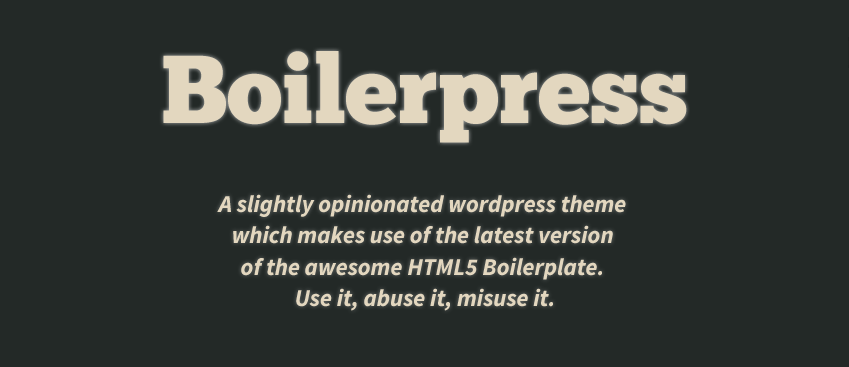 Boilerpress
A slightly opinionated wordpress theme
which makes use of the latest version
of the awesome HTML5 Boilerplate.
Use it, abuse it, misuse it.